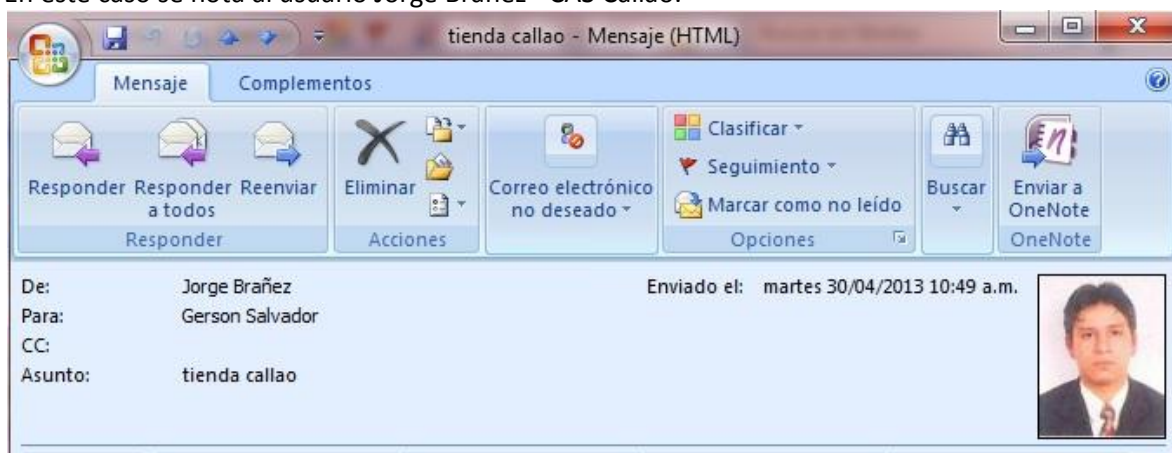 En este caso se nota al usuario Jorge Brañez - CAS Callao.
tienda callao - Mensaje (HTML)
Mensaje Complementos
Responder Responder a todos Reenviar
Eliminar
Correo electrónico no deseado
Clasificar
Seguimiento
Marcar como no leído
Buscar
Enviar a OneNote
Responder Acciones Opciones OneNote
De: Jorge Brañez Enviado el: martes 30/04/2013 10:49 a.m.
Para: Gerson Salvador
CC:
Asunto: tienda callao